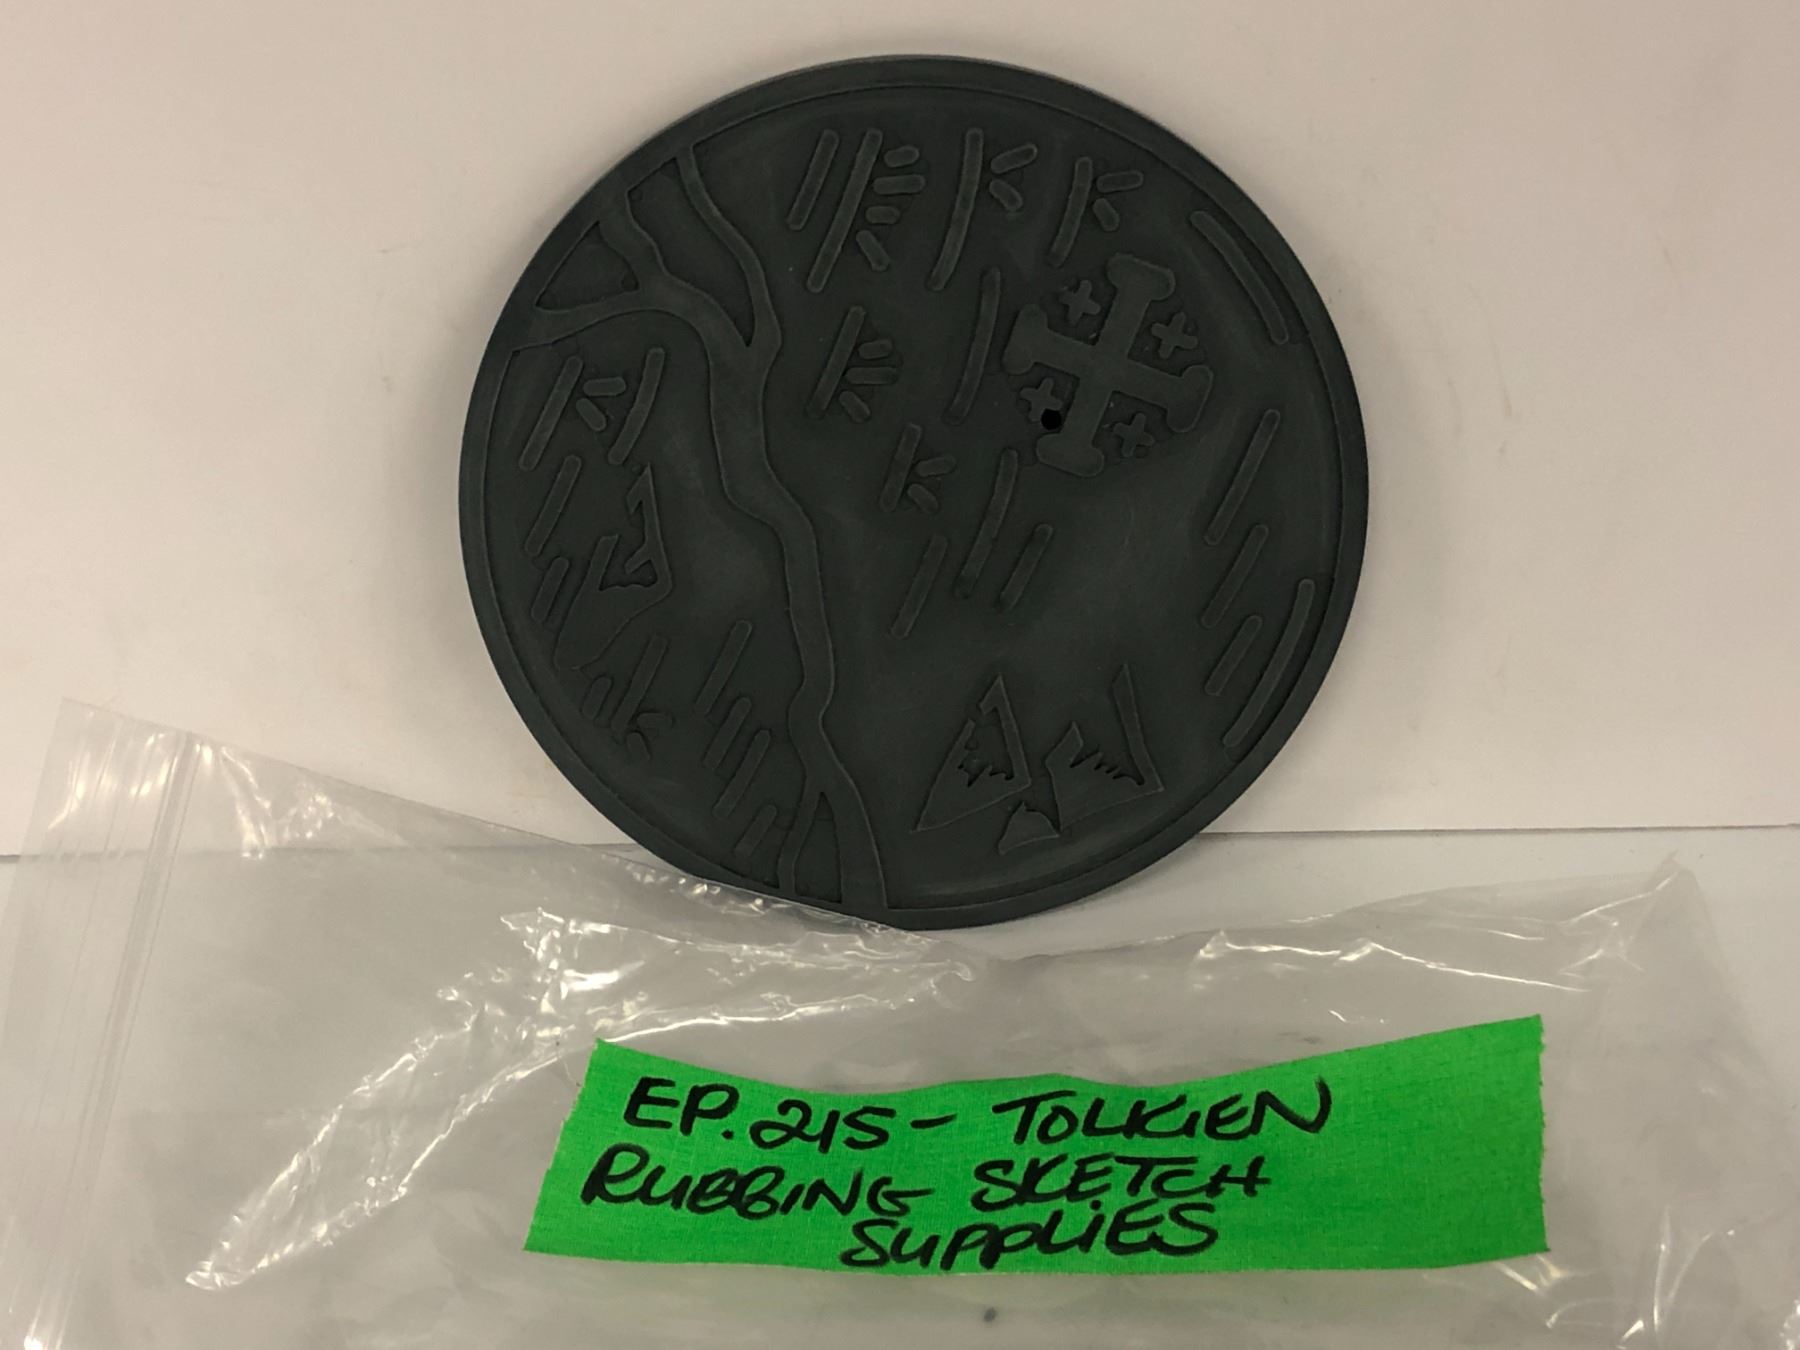 EP. 215 - TOLKIEN
RUBBING SKETCH
SUPPLIES